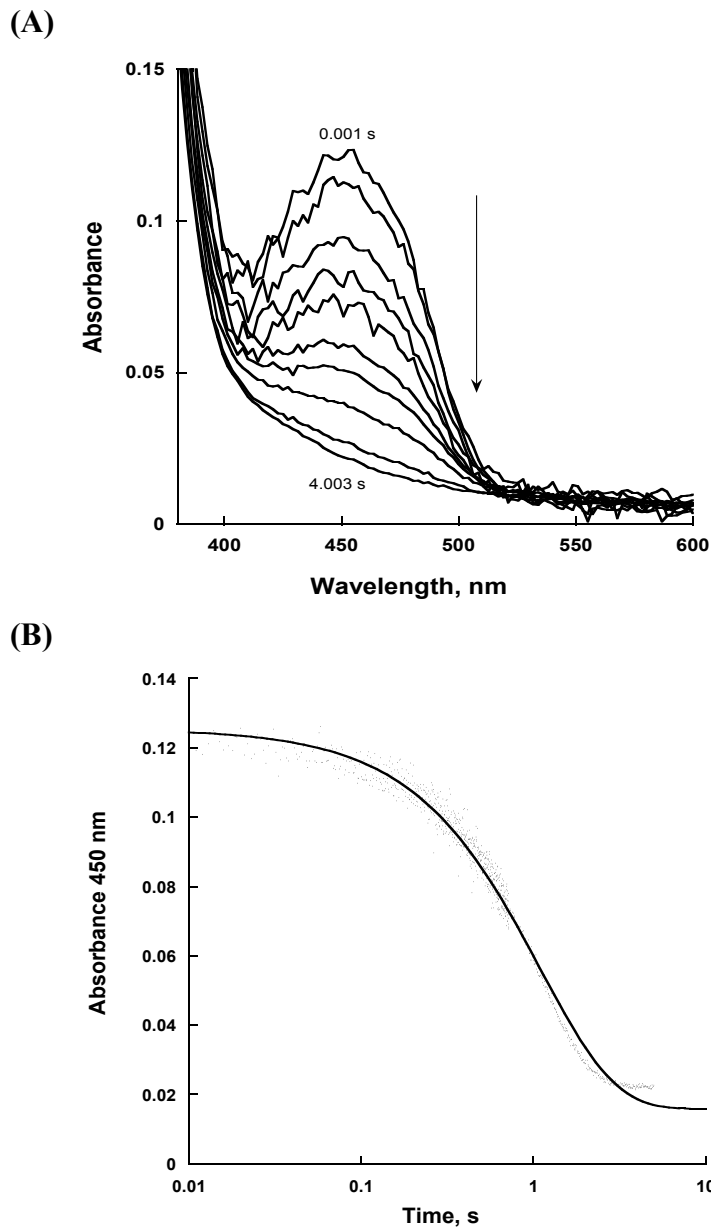 (A)
0.15
0.001 s
0.1
Absorbance
0.05
4.003 s
0
400 450 500 550 600
Wavelength, nm
(B)
0.14
0.12
0.1
0.08
Absorbance 450 nm
0.06
0.04
0.02
0
0.01 0.1 1 10
Time, s